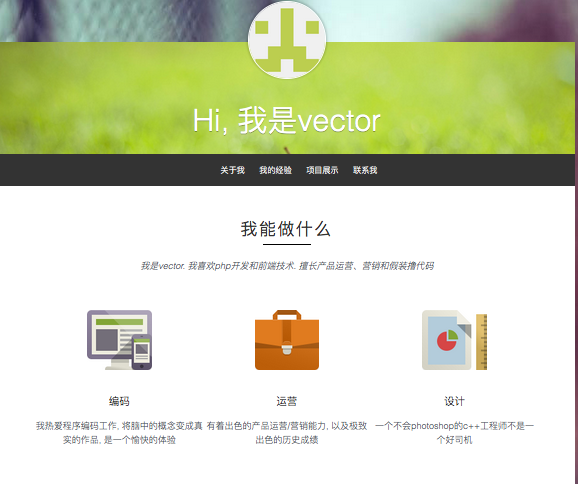 Hi, 我是vector
关于我 我的经验 项目展示 联系我
我能做什么
我是vector. 我喜欢php开发和前端技术. 擅长产品运营、营销和假装撸代码
编码
我热爱程序编码工作, 将脑中的概念变成真
实的作品, 是一个愉快的体验
运营
有着出色的产品运营/营销能力, 以及极致
出色的历史成绩
设计
一个不会photoshop的c++工程师不是一
个好司机